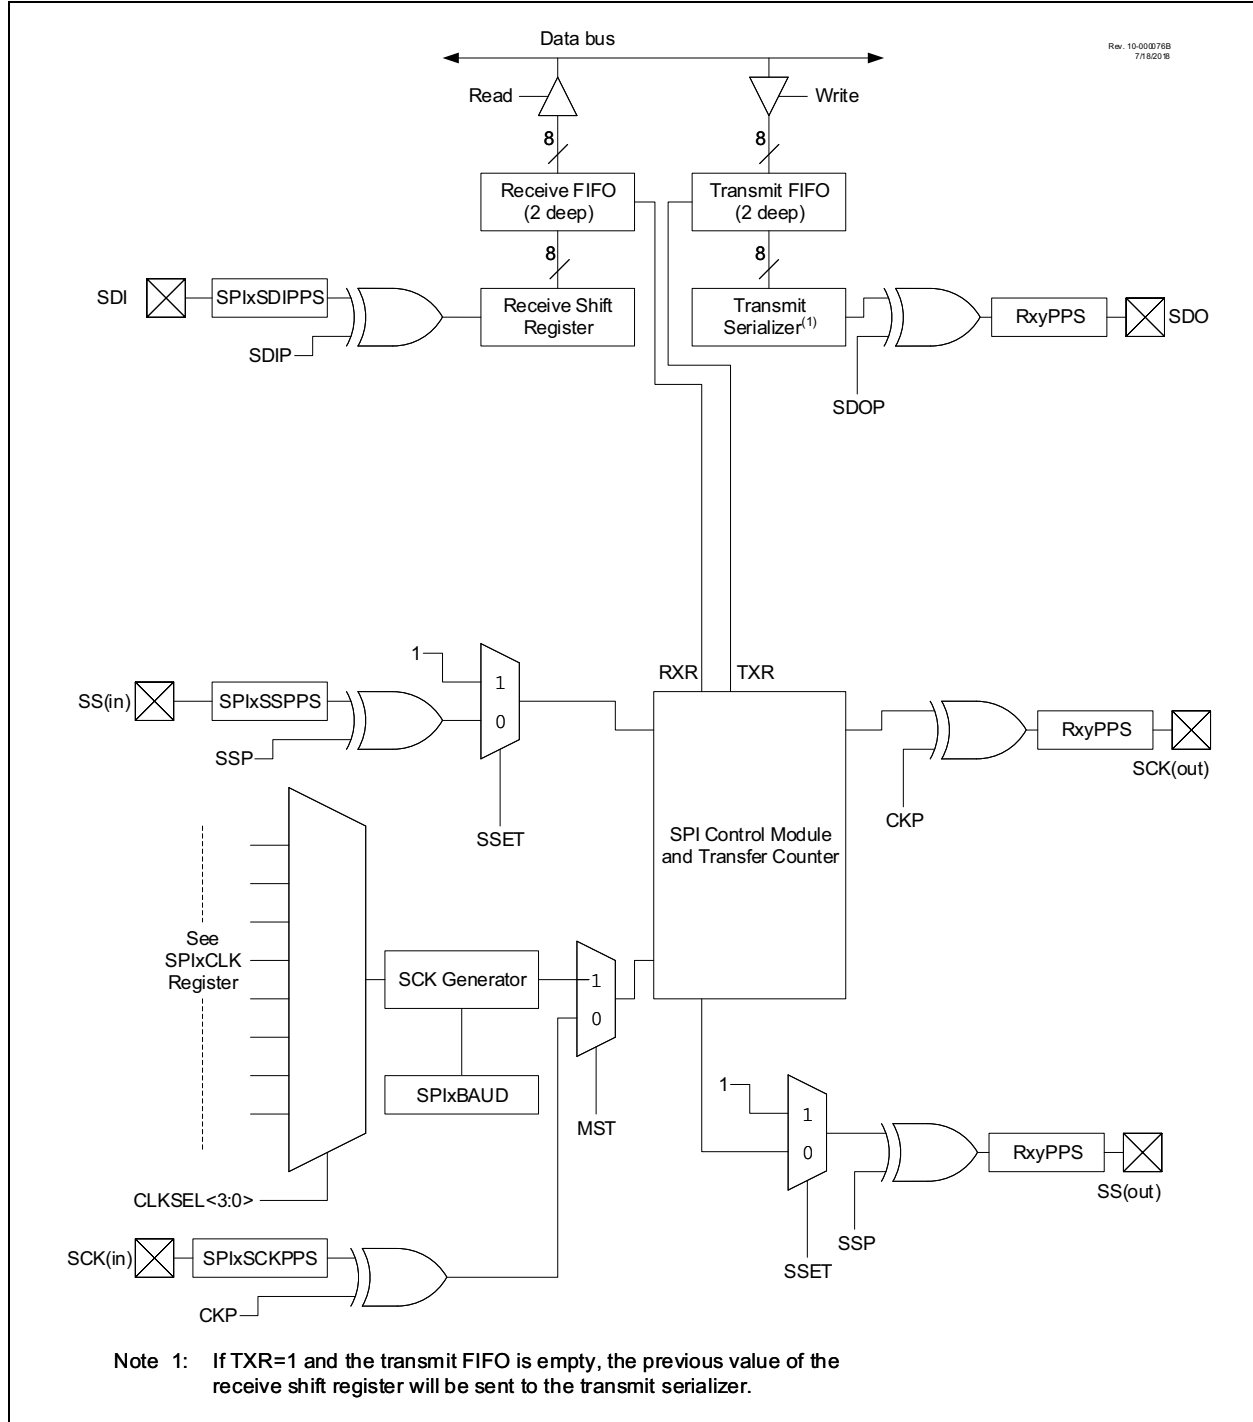 Data bus
Rev. 10-000076B
7/18/2018
Read
Write
8
8
Receive FIFO
(2 deep)
Transmit FIFO
(2 deep)
8
8
SDI
SPIxSDIPPS
SDIP
Receive Shift
Register
Transmit
Serializer(1)
SDOP
RxyPPS
SDO
RXR
TXR
SS(in)
SPIxSSPPS
SSP
1
1
0
SSET
SPI Control Module
and Transfer Counter
CKP
RxyPPS
SCK(out)
See
SPIxCLK
Register
CLKSEL<3:0>
SCK Generator
SPIxBAUD
1
0
MST
SCK(in)
SPIxSCKPPS
CKP
1
1
0
SSET
SSP
RxyPPS
SS(out)
Note 1: If TXR=1 and the transmit FIFO is empty, the previous value of the
receive shift register will be sent to the transmit serializer.